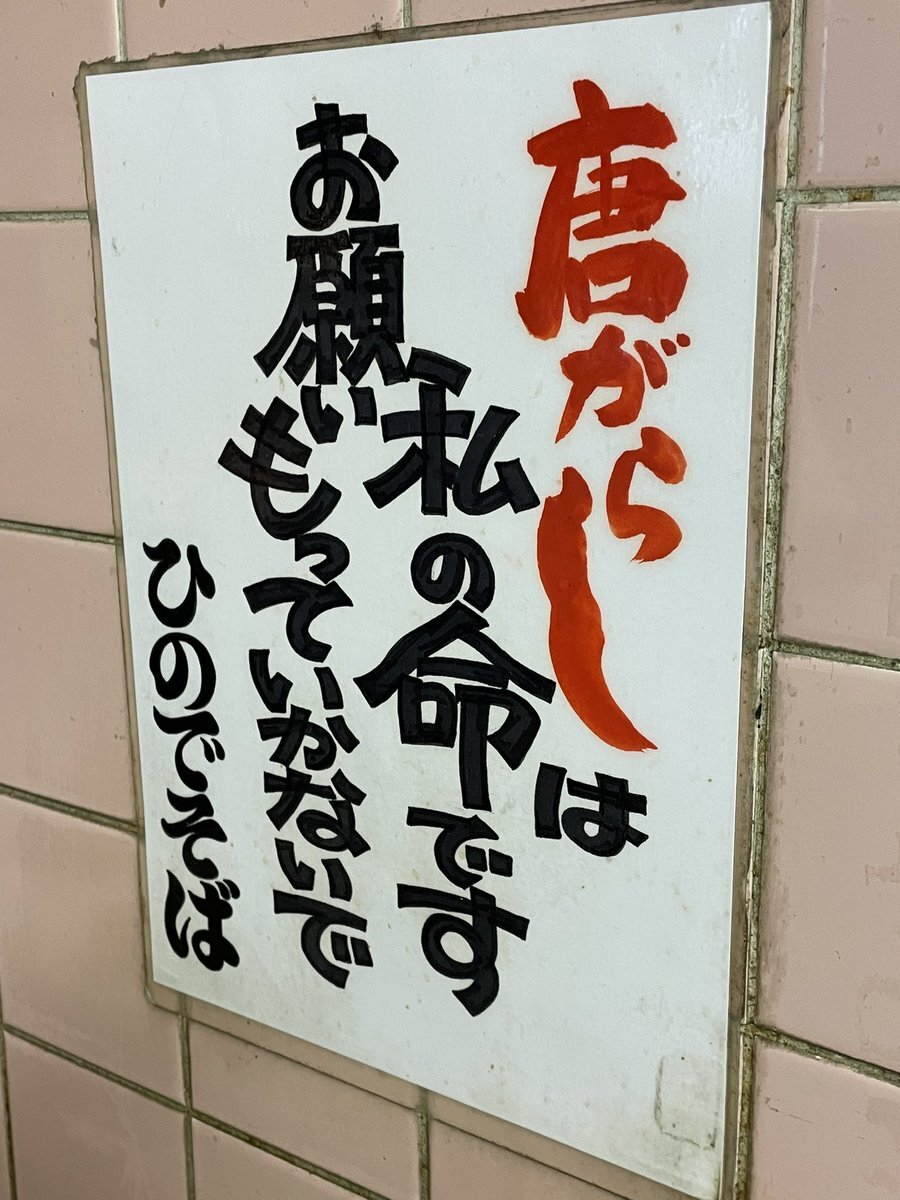 唐がらしは
私の命です
お願いもっていかないで
ひのでそば